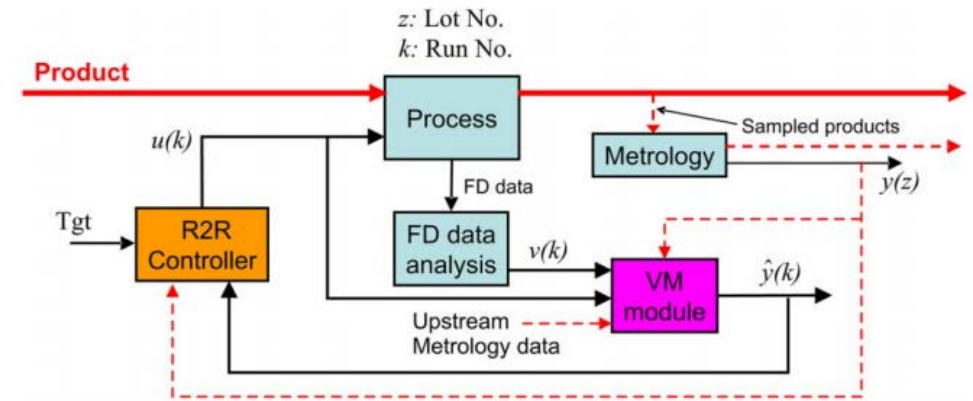 z: Lot No.
k: Run No.
Product
Process
Sampled products
u(k)
Metrology
y(z)
FD data
Tgt
R2R
Controller
FD data
analysis
v(k)
VM
module
ŷ(k)
Upstream
Metrology data